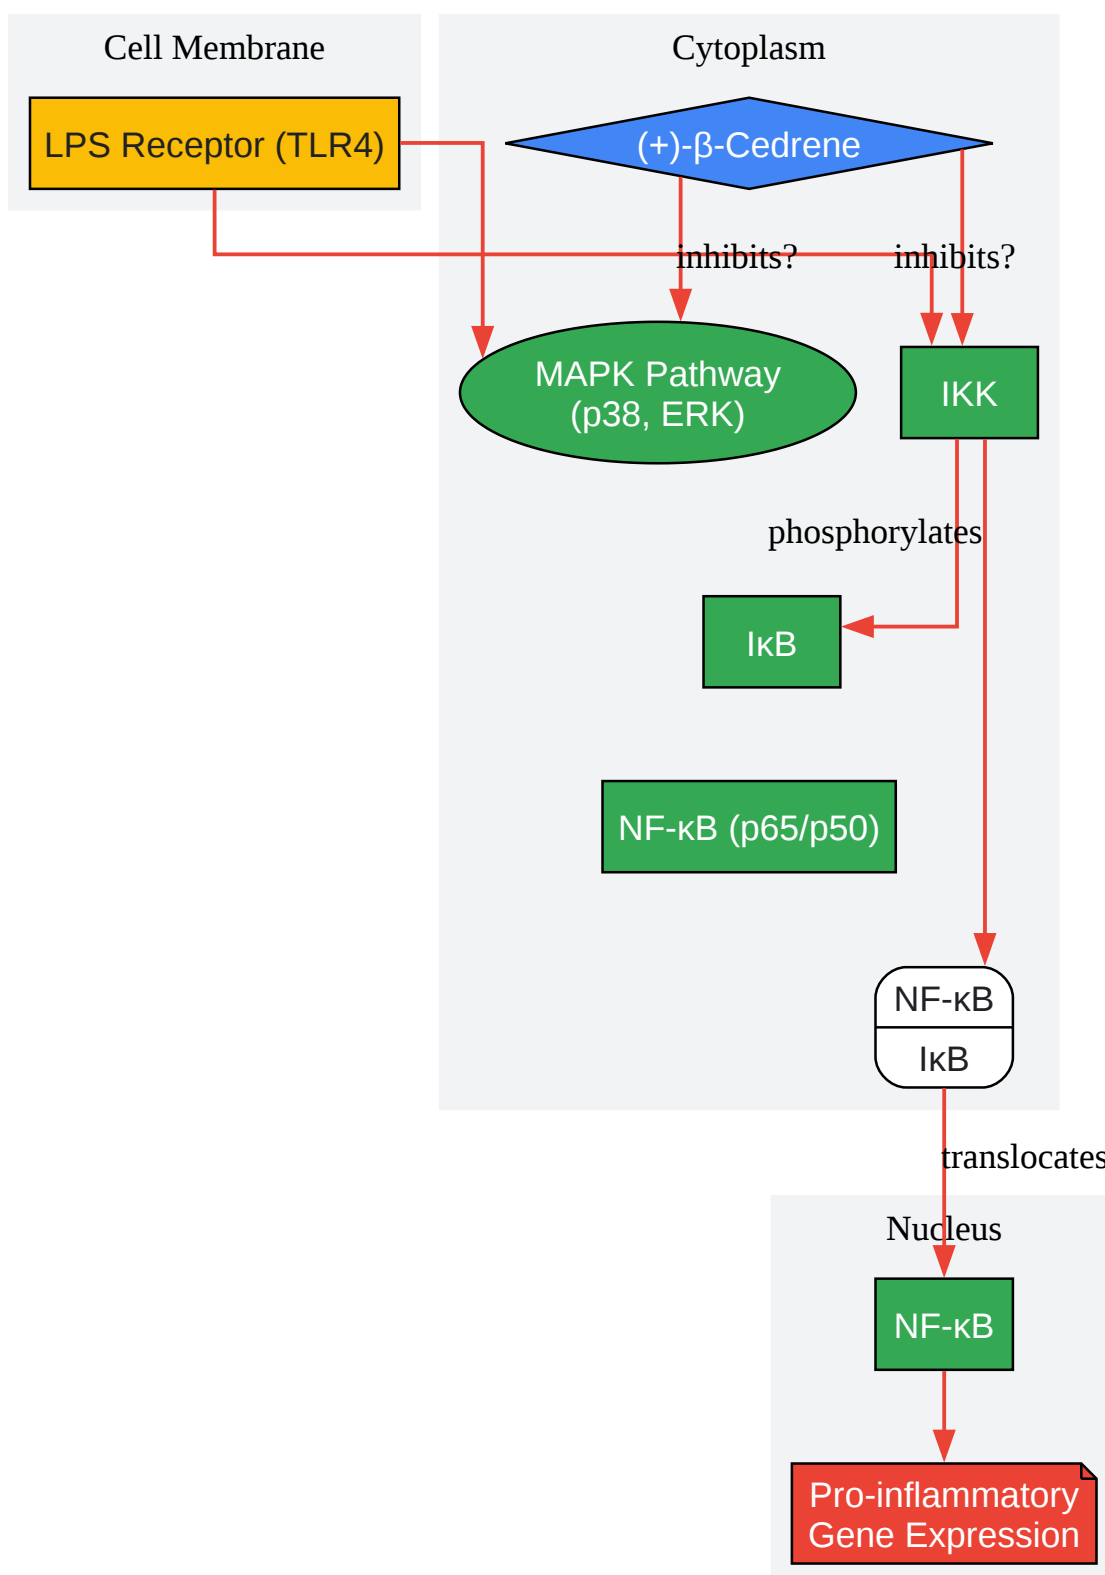 Cell Membrane
Cytoplasm
LPS Receptor (TLR4)
(+)-β-Cedrene
inhibits?
inhibits?
MAPK Pathway
(p38, ERK)
IKK
phosphorylates
IκB
NF-κB (p65/p50)
NF-κB
IκB
translocates
Nucleus
NF-κB
Pro-inflammatory
Gene Expression